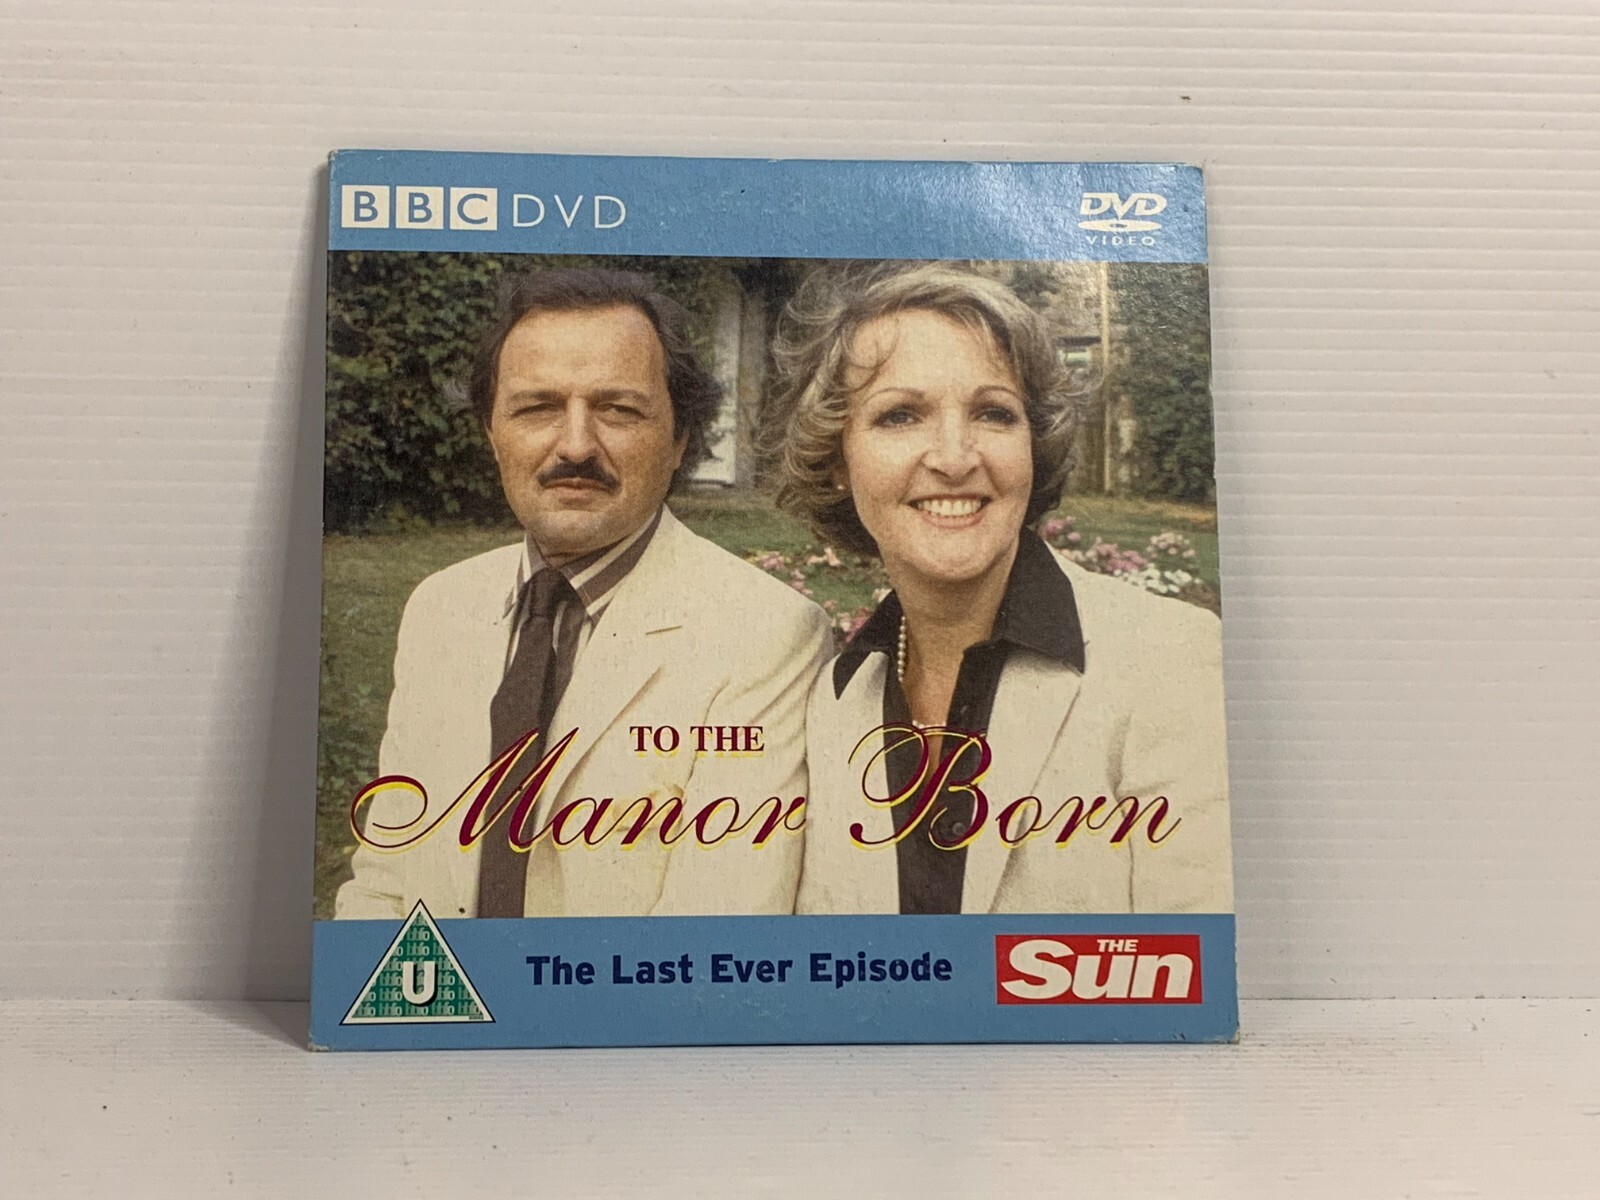 BBC DVD
DVD
VIDEO
TO THE
Manor Born
U
The Last Ever Episode
THE
Sun